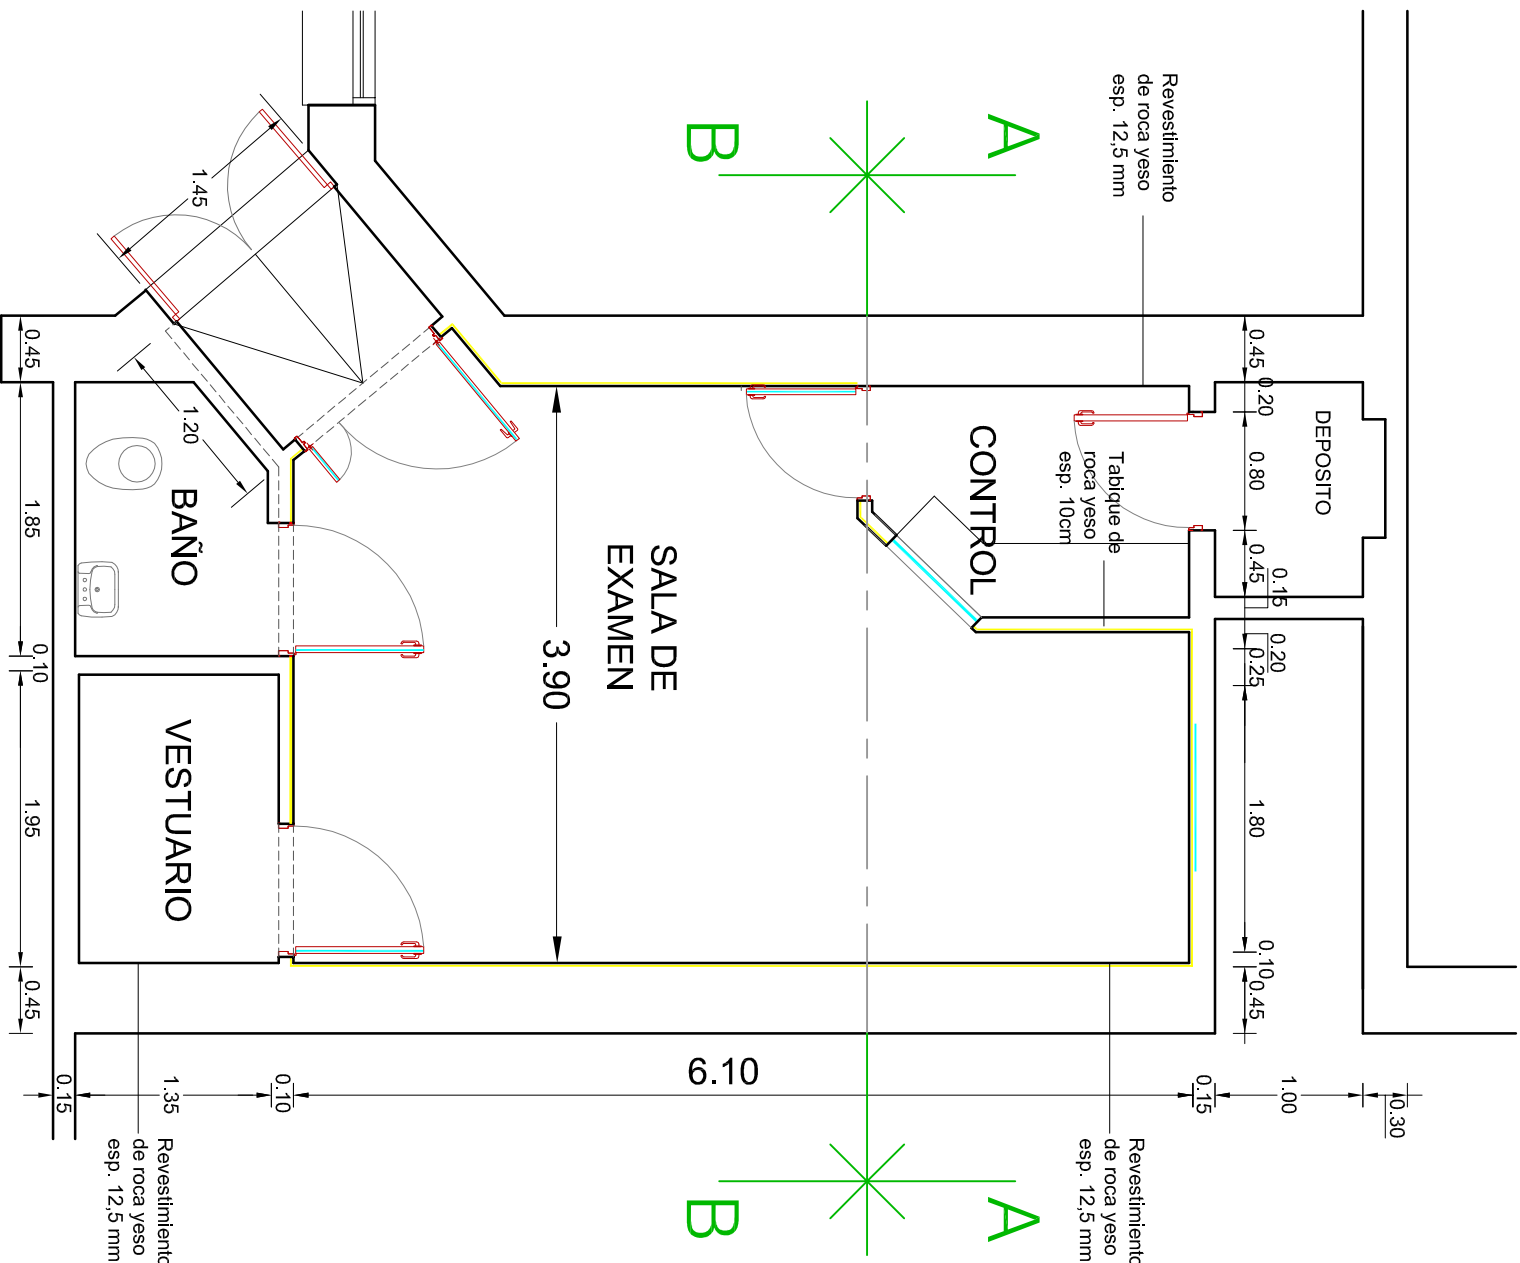 Revestimiento
de roca yeso
esp. 12,5 mm
A
B
1.45
0.45
0.45
0.20
DEPOSITO
1.20
CONTROL
Tabique de
roca yeso
esp. 10cm
0.80
BAÑO
1.85
SALA DE
EXAMEN
3.90
0.45
0.15
0.20
0.25
0.10
VESTUARIO
1.95
1.80
0.10
0.45
0.45
6.10
0.15
1.35
0.10
0.15
1.00
0.30
Revestimiento
de roca yeso
esp. 12,5 mm
Revestimiento
de roca yeso
esp. 12,5 mm
A
B